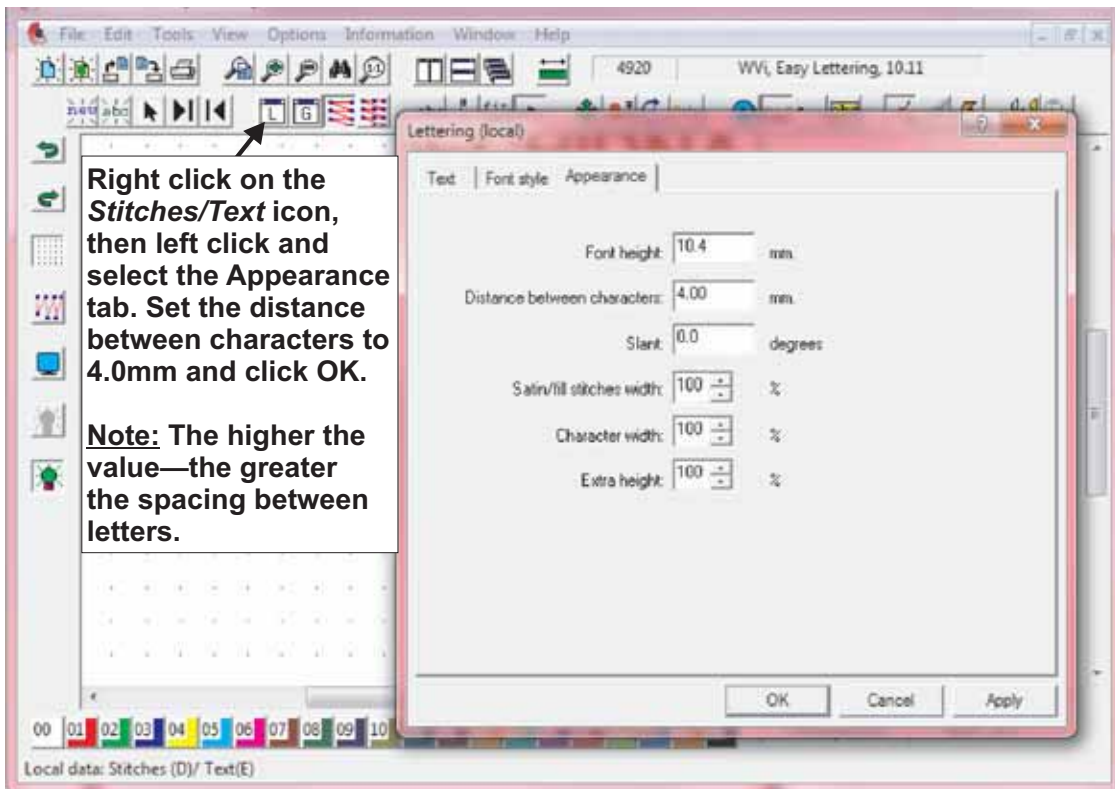 File Edit Tools View Options Information Window Help
4920 WVi, Easy Lettering, 10.11
abc
L G
Lettering (local)
Text Font style Appearance
Right click on the
Stitches/Text icon,
then left click and
select the Appearance
tab. Set the distance
between characters to
4.0mm and click OK.
Note: The higher the
value—the greater
the spacing between
letters.
Font height: 10.4 mm.
Distance between characters: 4.00 mm.
Slant: 0.0 degrees
Satin/fill stitches width: 100 %
Character width: 100 %
Extra height: 100 %
OK Cancel Apply
00 01 02 03 04 05 06 07 08 09 10
Local data: Stitches (D)/ Text(E)